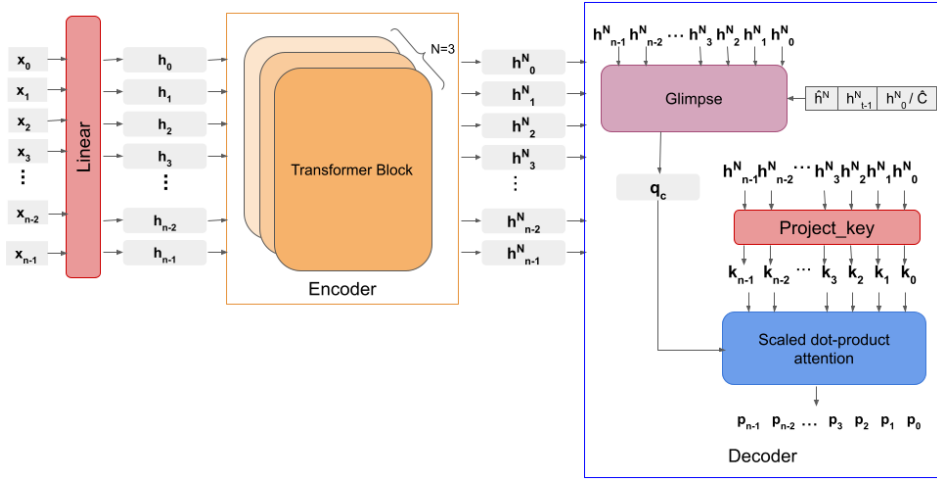 x0
x1
x2
x3
⋮
xn-2
xn-1
Linear
h0
h1
h2
h3
⋮
hn-2
hn-1
N=3
Transformer Block
Encoder
hN0
hN1
hN2
hN3
⋮
hNn-2
hNn-1
hNn-1 hNn-2 ··· hN3 hN2 hN1 hN0
Glimpse
ĥN hNt-1 hN0 / Ĉ
qc
hNn-1 hNn-2 ··· hN3 hN2 hN1 hN0
Project_key
kn-1 kn-2 ··· k3 k2 k1 k0
Scaled dot-product
attention
pn-1 pn-2 ... p3 p2 p1 p0
Decoder